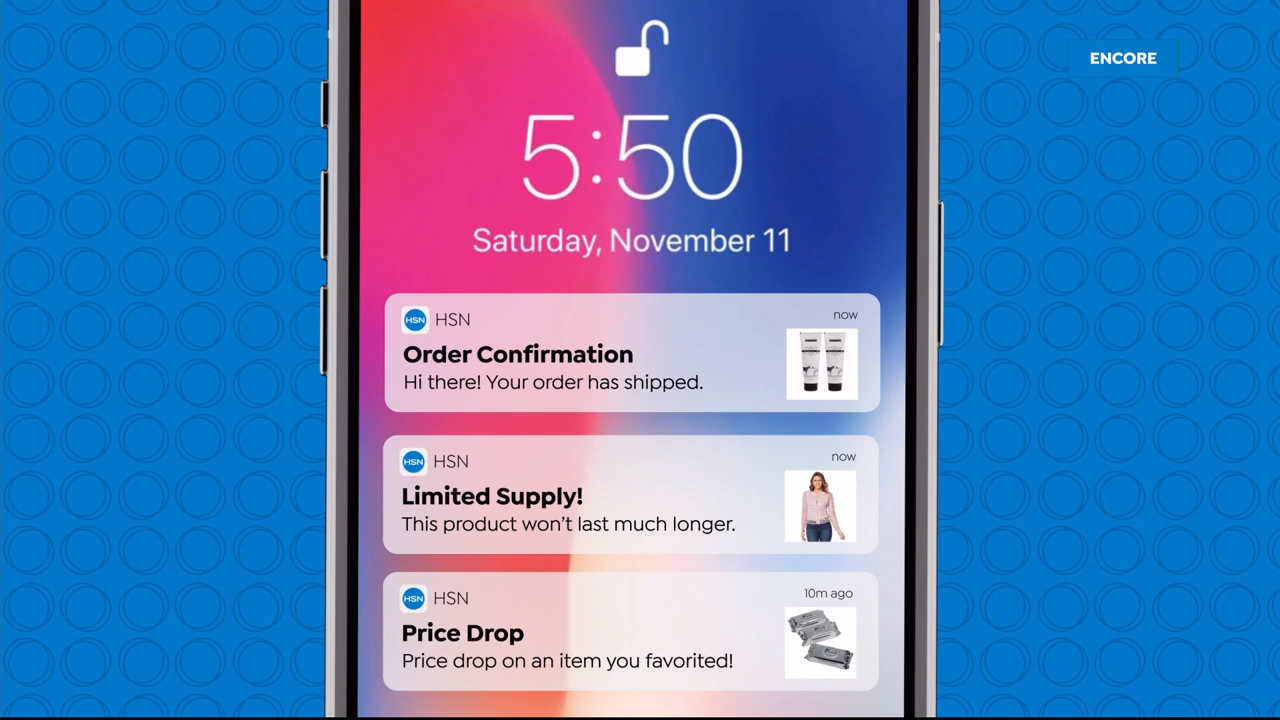 ENCORE
5:50
Saturday, November 11
HSN HSN now
Order Confirmation
Hi there! Your order has shipped.
HSN HSN now
Limited Supply!
This product won't last much longer.
HSN HSN 10m ago
Price Drop
Price drop on an item you favorited!